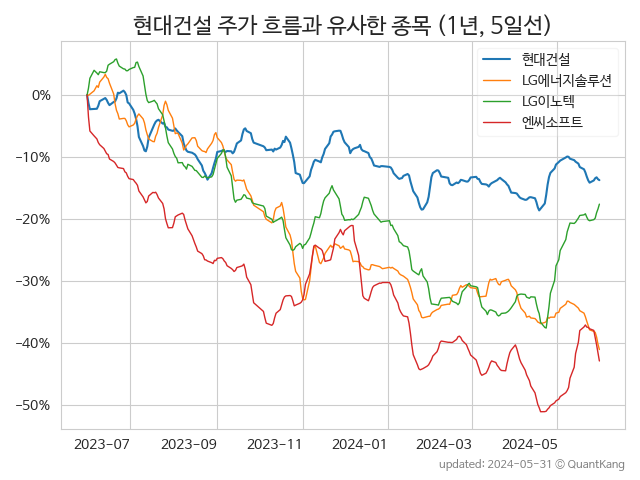 현대건설 주가 흐름과 유사한 종목 (1년, 5일선)
현대건설
LG에너지솔루션
LG이노텍
엔씨소프트
0%
−10%
−20%
−30%
−40%
−50%
2023-07
2023-09
2023-11
2024-01
2024-03
2024-05
updated: 2024-05-31 © QuantKang